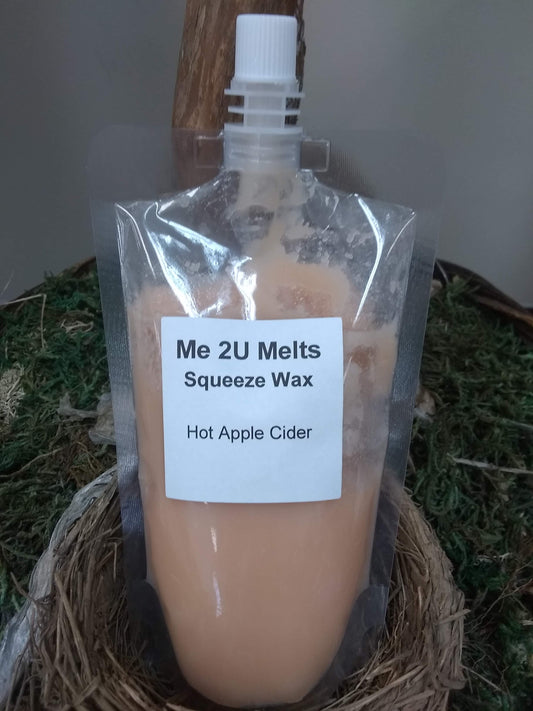 Me 2U Melts
Squeeze Wax
Hot Apple Cider